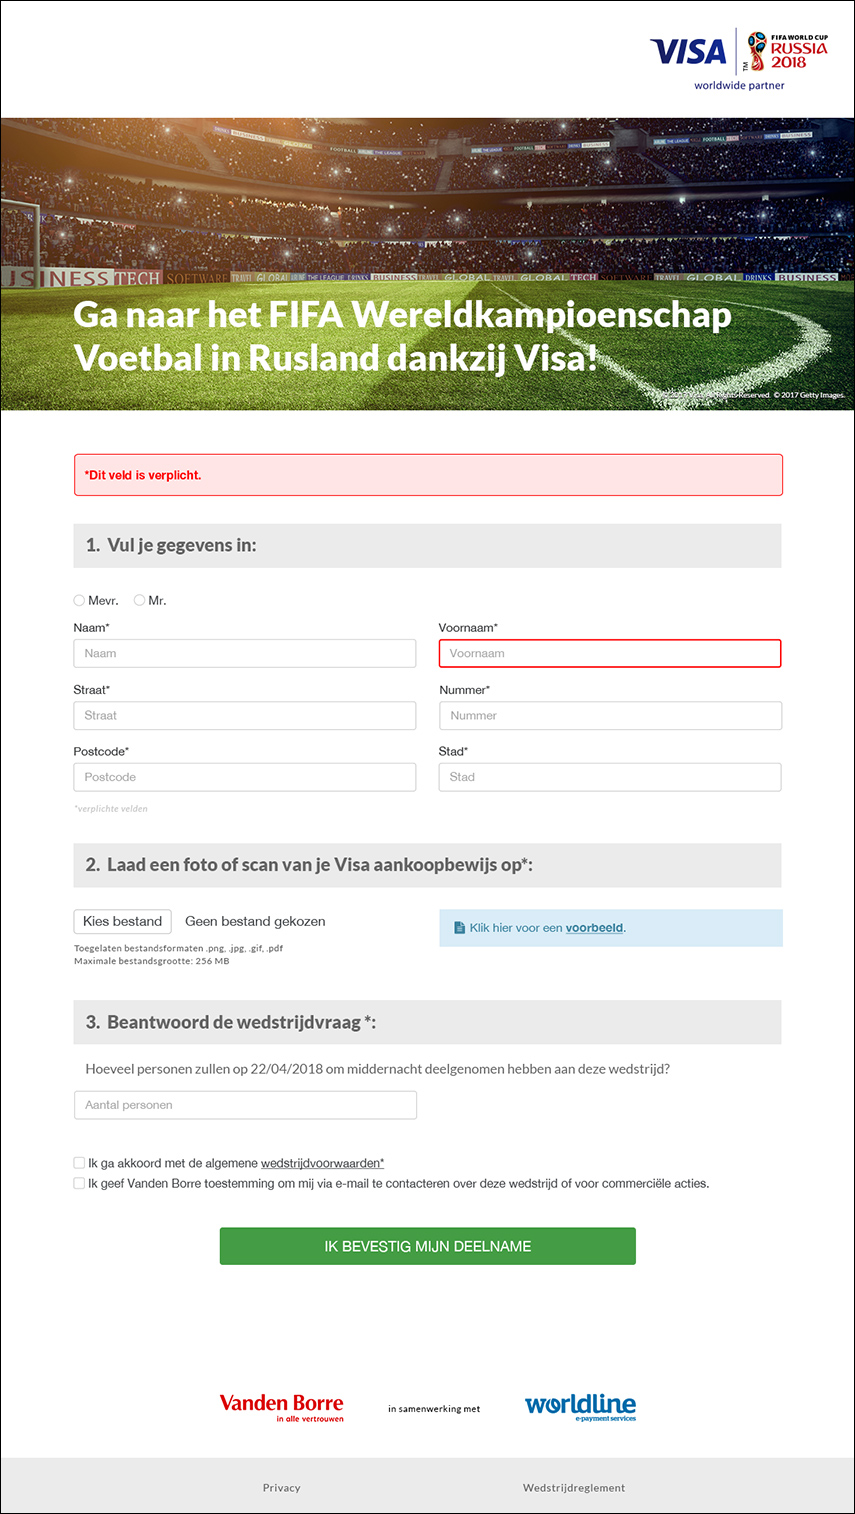 VISA
FIFA WORLD CUP
RUSSIA
2018
TM
worldwide partner
BUSINESS TECH SOFTWARE TRAVEL GLOBAL ONLINE THE LEAGUE DRINKS BUSINESS TRAVEL GLOBAL TECH SOFTWARE TRAVEL GLOBAL DRINKS BUSINESS
Ga naar het FIFA Wereldkampioenschap
Voetbal in Rusland dankzij Visa!
Rights Reserved. © 2017 Getty Images.
*Dit veld is verplicht.
1. Vul je gegevens in:
Mevr. Mr.
Naam* Voornaam*
Naam Voornaam
Straat* Nummer*
Straat Nummer
Postcode* Stad*
Postcode Stad
*verplichte velden
2. Laad een foto of scan van je Visa aankoopbewijs op*:
Kies bestand Geen bestand gekozen
Klik hier voor een voorbeeld.
Toegelaten bestandsformaten .png, .jpg, .gif, .pdf
Maximale bestandsgrootte: 256 MB
3. Beantwoord de wedstrijdvraag *:
Hoeveel personen zullen op 22/04/2018 om middernacht deelgenomen hebben aan deze wedstrijd?
Aantal personen
Ik ga akkoord met de algemene wedstrijdvoorwaarden*
Ik geef Vanden Borre toestemming om mij via e-mail te contacteren over deze wedstrijd of voor commerciële acties.
IK BEVESTIG MIJN DEELNAME
Vanden Borre
in alle vertrouwen
in samenwerking met
worldline
e-payment services
Privacy Wedstrijdreglement